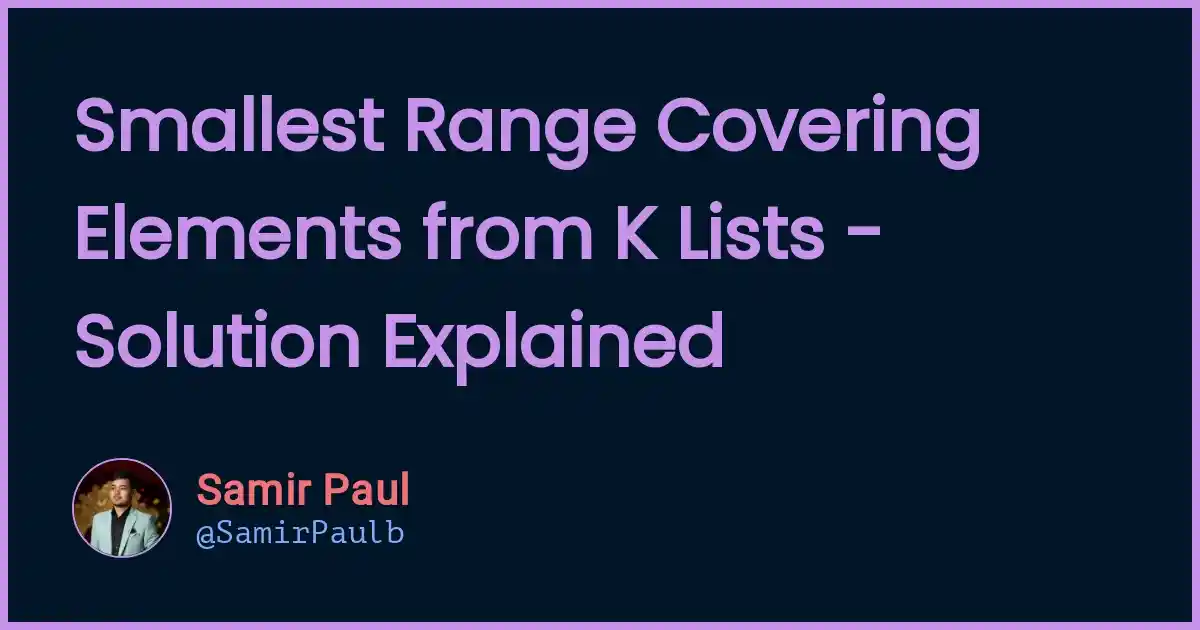 Smallest Range Covering
Elements from K Lists -
Solution Explained
Samir Paul
@SamirPaulb